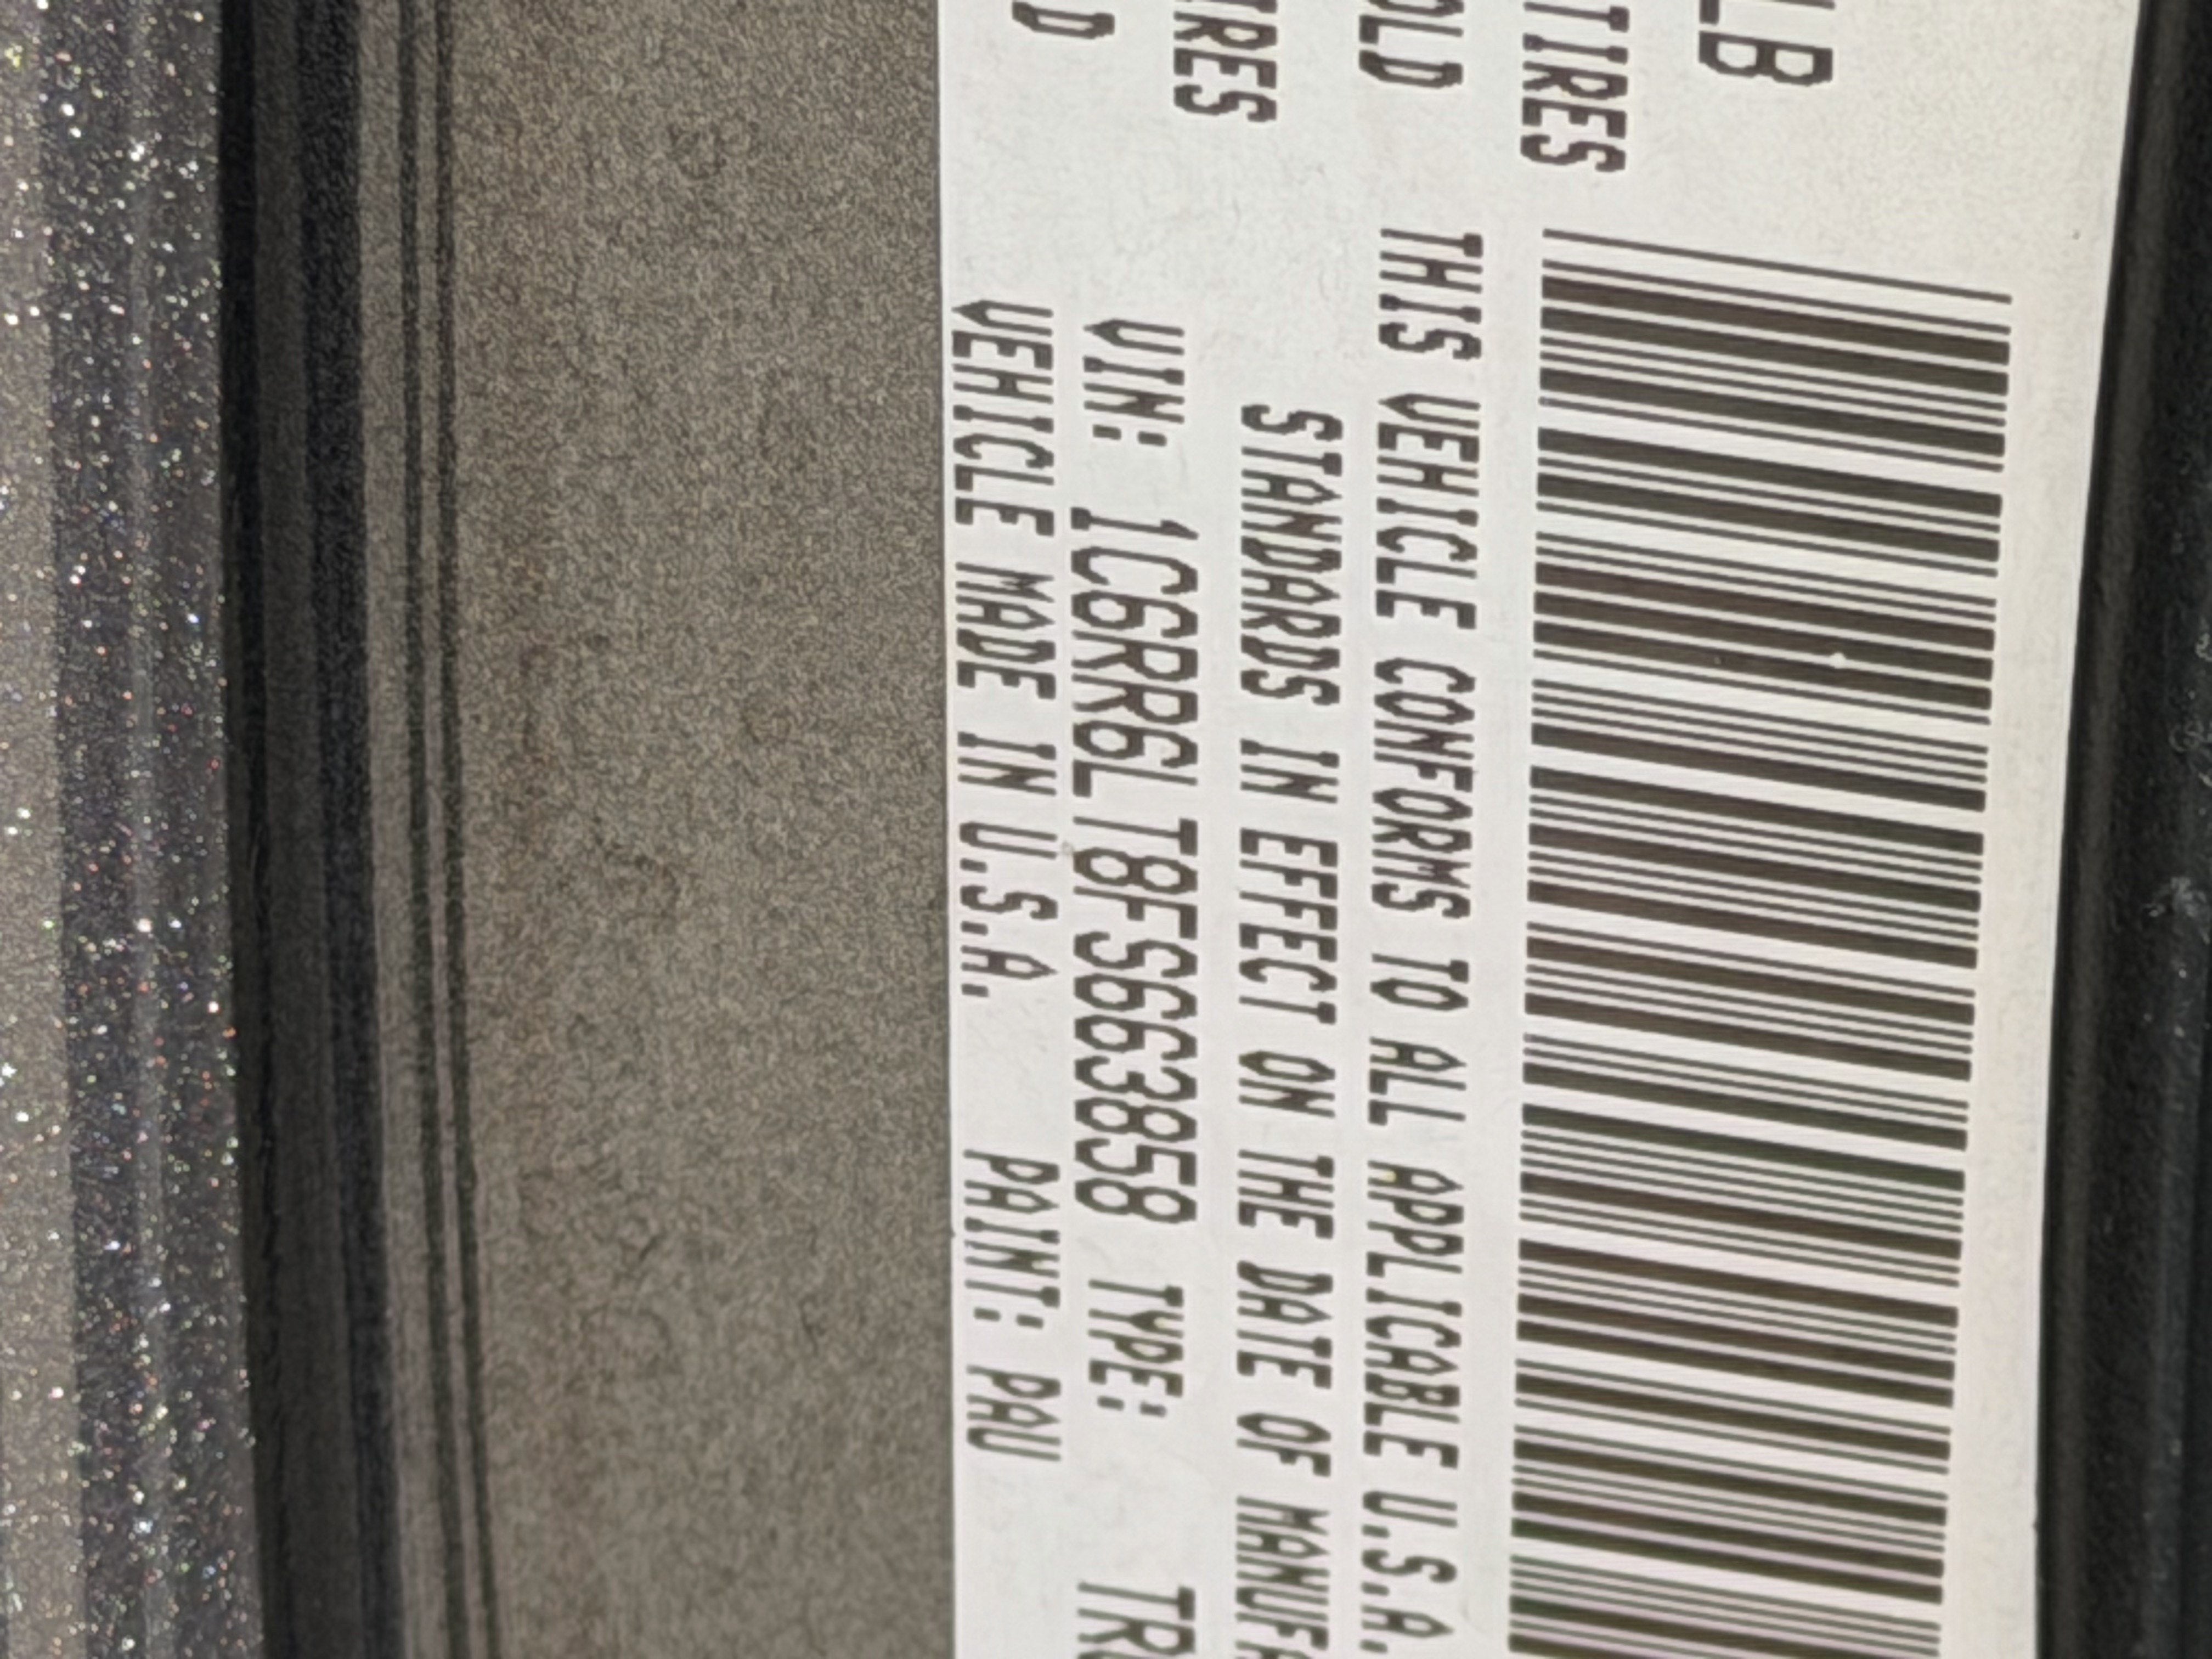 LB
TIRES
OLD THIS VEHICLE CONFORMS TO ALL APPLICABLE U.S.A.
IRES STANDARDS IN EFFECT ON THE DATE OF MANUF
D VIN: 1C6RR6LT8FS663858 TYPE: TR
VEHICLE MADE IN U.S.A. PAINT: PAU